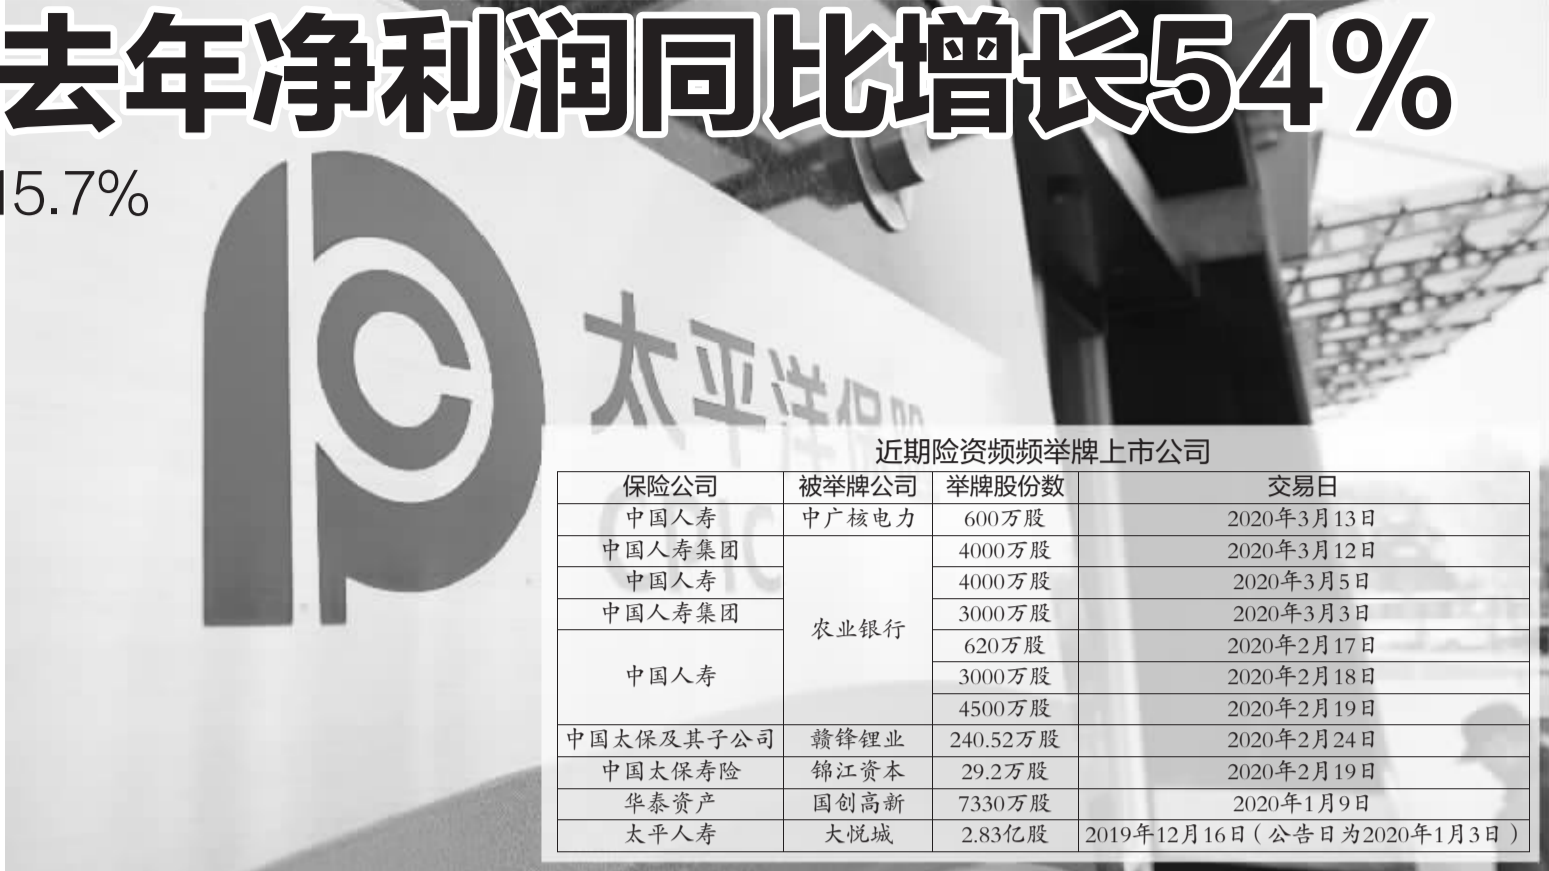 去年净利润同比增长54%
15.7%
太平洋保险
CPIC
近期险资频频举牌上市公司
保险公司 被举牌公司 举牌股份数 交易日
中国人寿 中广核电力 600万股 2020年3月13日
中国人寿集团 4000万股 2020年3月12日
中国人寿 4000万股 2020年3月5日
中国人寿集团 农业银行 3000万股 2020年3月3日
620万股 2020年2月17日
中国人寿 3000万股 2020年2月18日
4500万股 2020年2月19日
中国太保及其子公司 赣锋锂业 240.52万股 2020年2月24日
中国太保寿险 锦江资本 29.2万股 2020年2月19日
华泰资产 国创高新 7330万股 2020年1月9日
太平人寿 大悦城 2.83亿股 2019年12月16日（公告日为2020年1月3日）